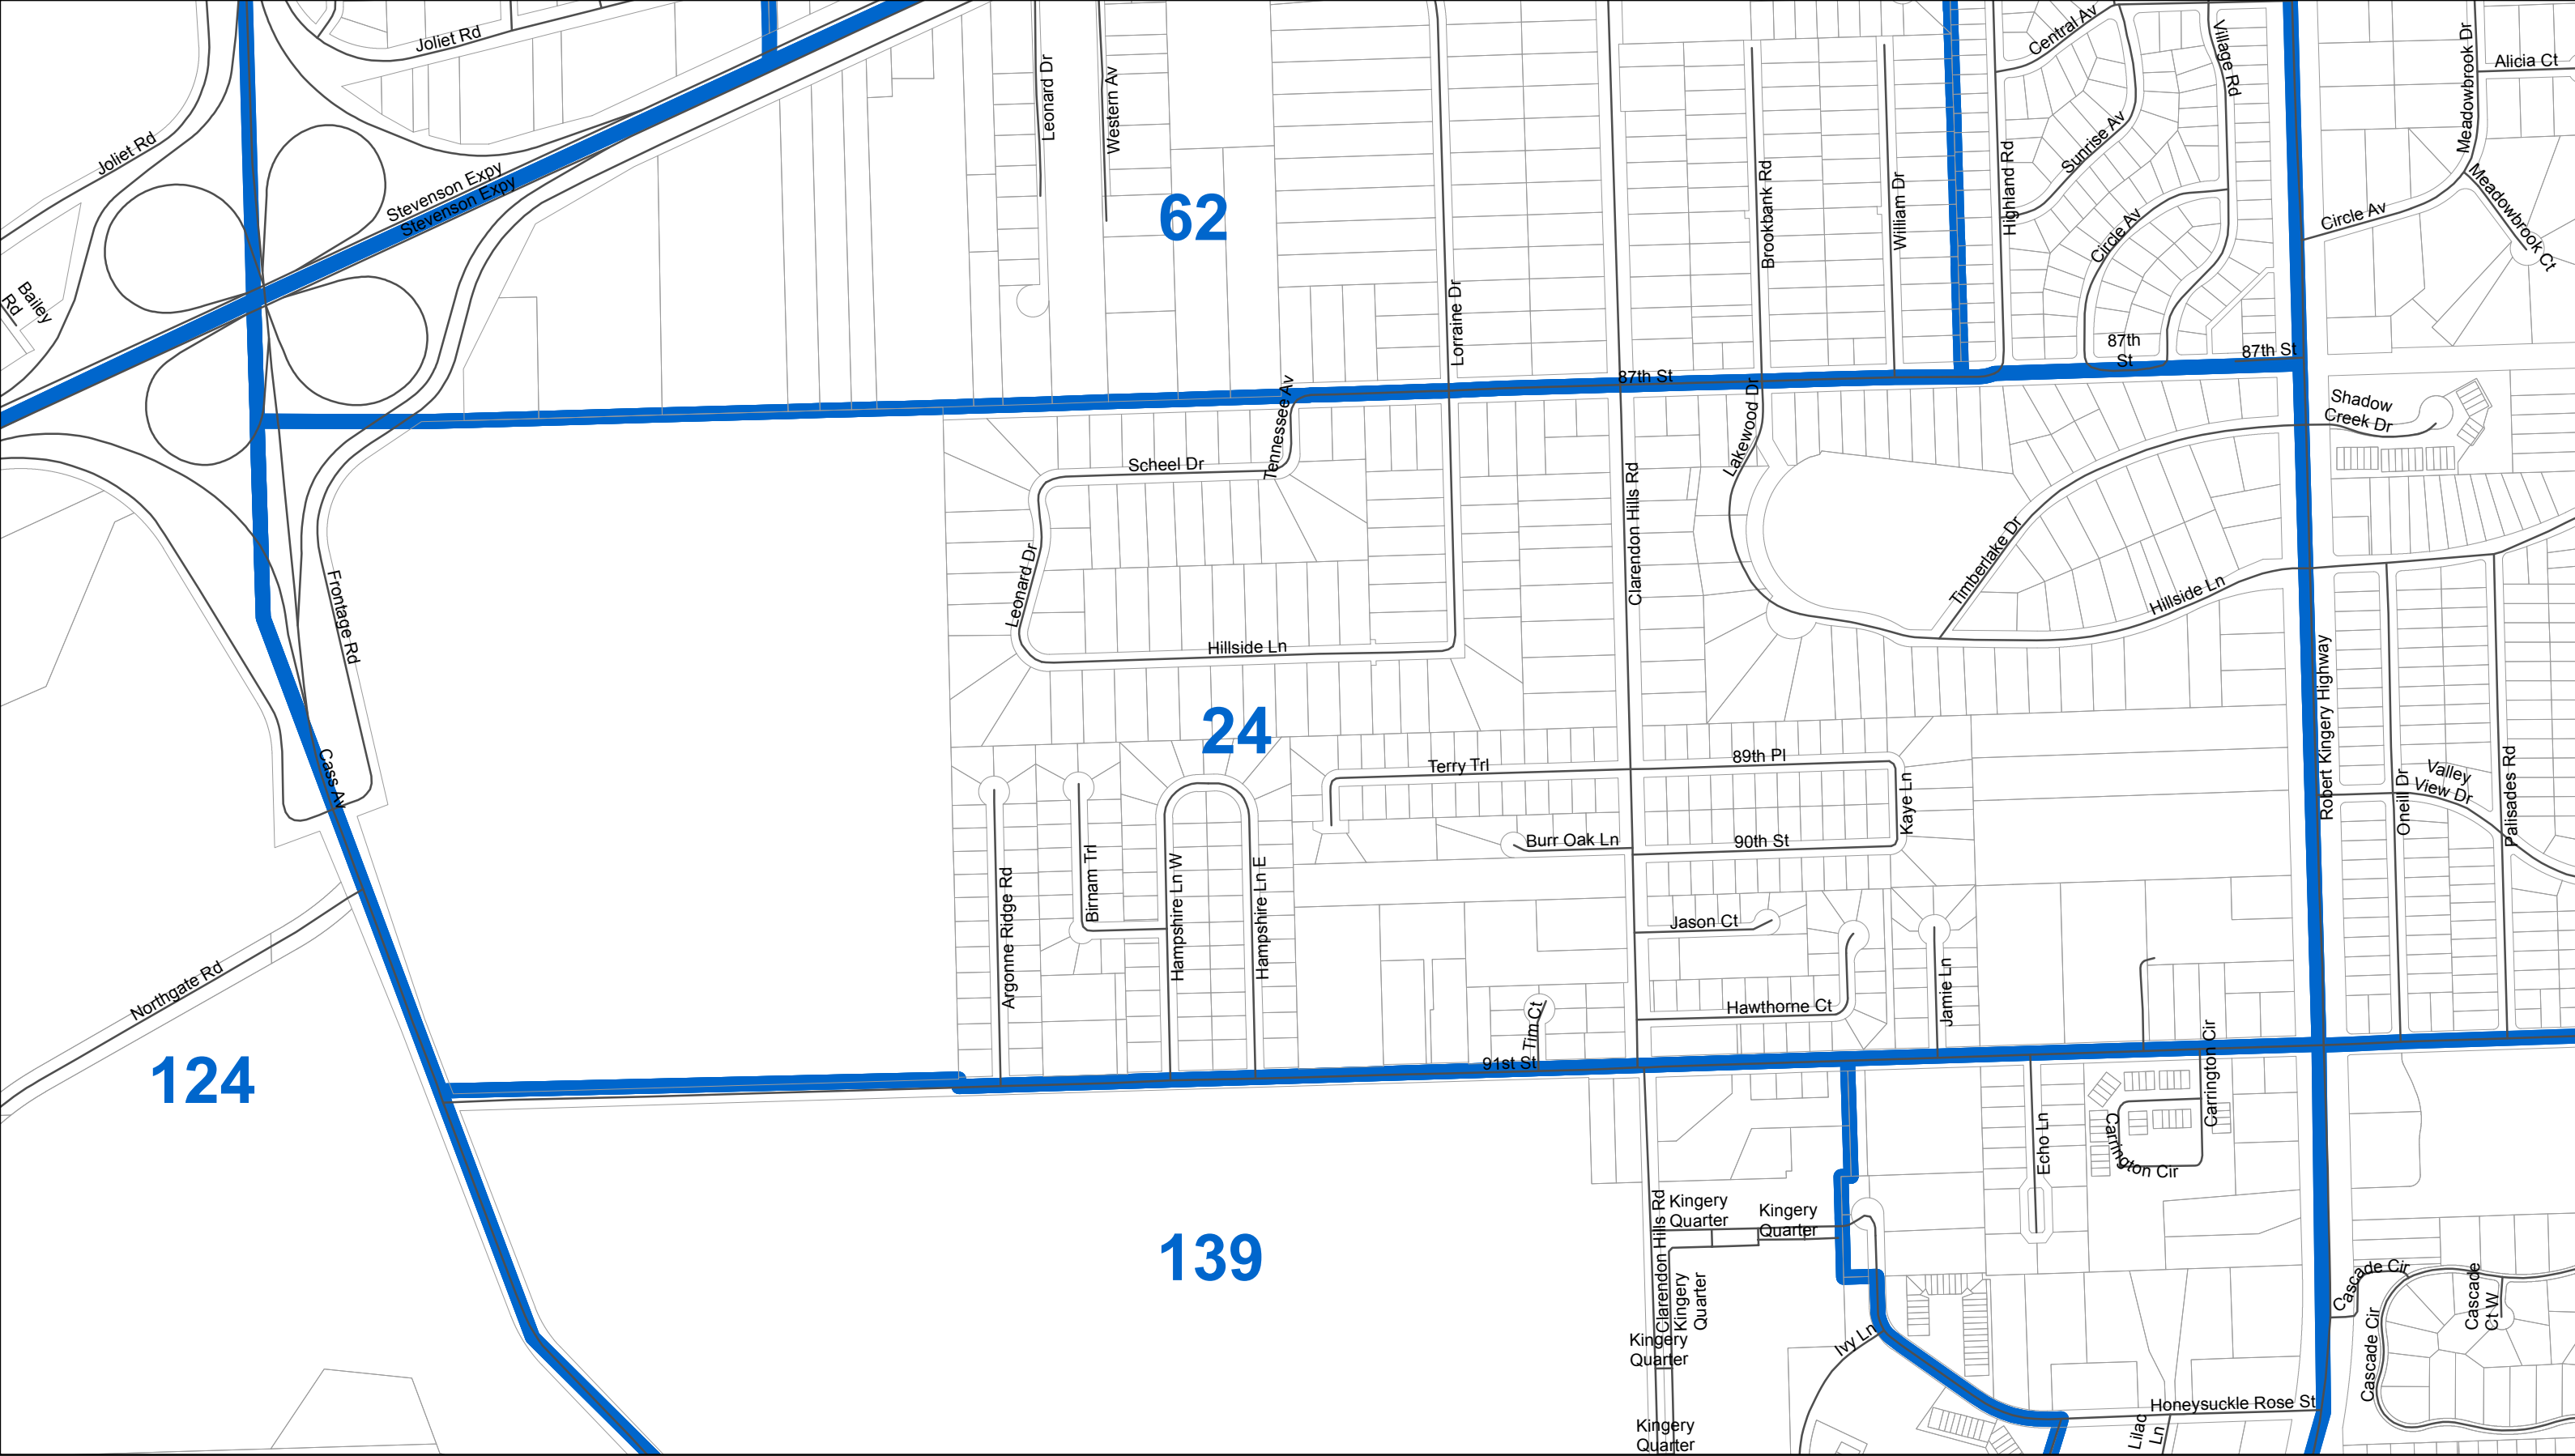 Joliet Rd
Joliet Rd
Stevenson Expy
Stevenson Expy
Bailey
Rd
Leonard Dr
Western Av
62
Lorraine Dr
Brookbank Rd
William Dr
Highland Rd
Central Av
Village Rd
Sunrise Av
Circle Av
87th
St
87th St
Meadowbrook Dr
Alicia Ct
Circle Av
Meadowbrook Ct
87th St
Tennessee Av
Scheel Dr
Leonard Dr
Hillside Ln
Clarendon Hills Rd
Lakewood Dr
Timberlake Dr
Hillside Ln
Shadow
Creek Dr
Frontage Rd
Cass Av
24
Terry Trl
89th Pl
Kaye Ln
Burr Oak Ln
90th St
Robert Kingery Highway
Oneill Dr
Valley
View Dr
Palisades Rd
Argonne Ridge Rd
Birnam Trl
Hampshire Ln W
Hampshire Ln E
Jason Ct
Hawthorne Ct
Jamie Ln
Tim Ct
91st St
Northgate Rd
124
139
Echo Ln
Carrington Cir
Carrington Cir
Clarendon Hills Rd
Kingery
Quarter
Kingery
Quarter
Kingery
Quarter
Kingery
Quarter
Kingery
Quarter
Ivy Ln
Honeysuckle Rose St
Lilac
Ln
Cascade Cir
Cascade Cir
Cascade
Ct W